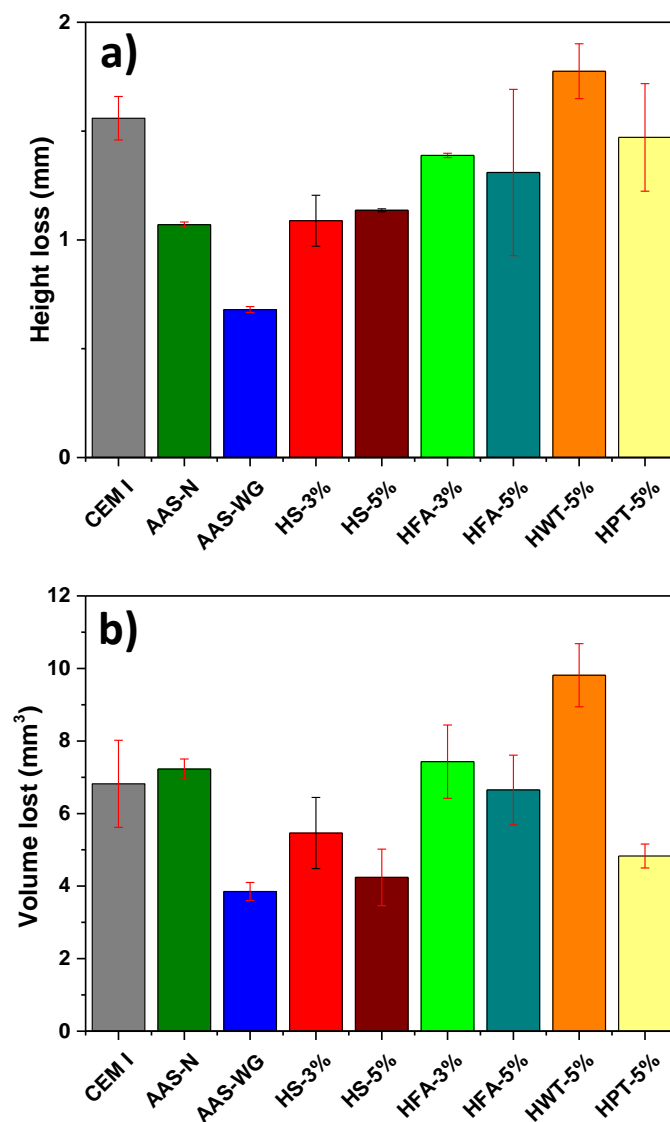 a)
Height loss (mm)
2
1
0
CEM I
AAS-N
AAS-WG
HS-3%
HS-5%
HFA-3%
HFA-5%
HWT-5%
HPT-5%
b)
Volume lost (mm³)
12
10
8
6
4
2
0
CEM I
AAS-N
AAS-WG
HS-3%
HS-5%
HFA-3%
HFA-5%
HWT-5%
HPT-5%